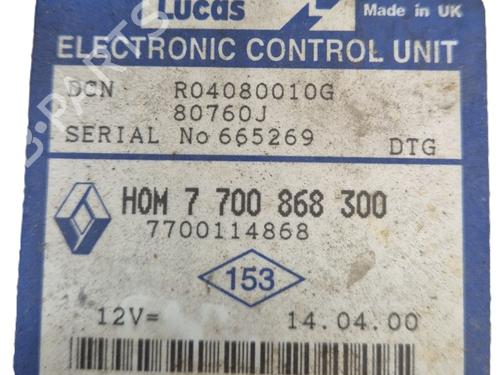 Lucas
Made in UK
ELECTRONIC CONTROL UNIT
DCN R04080010G
80760J
SERIAL No 665269 DTG
HOM 7 700 868 300
7700114868
153
12V= 14.04.00